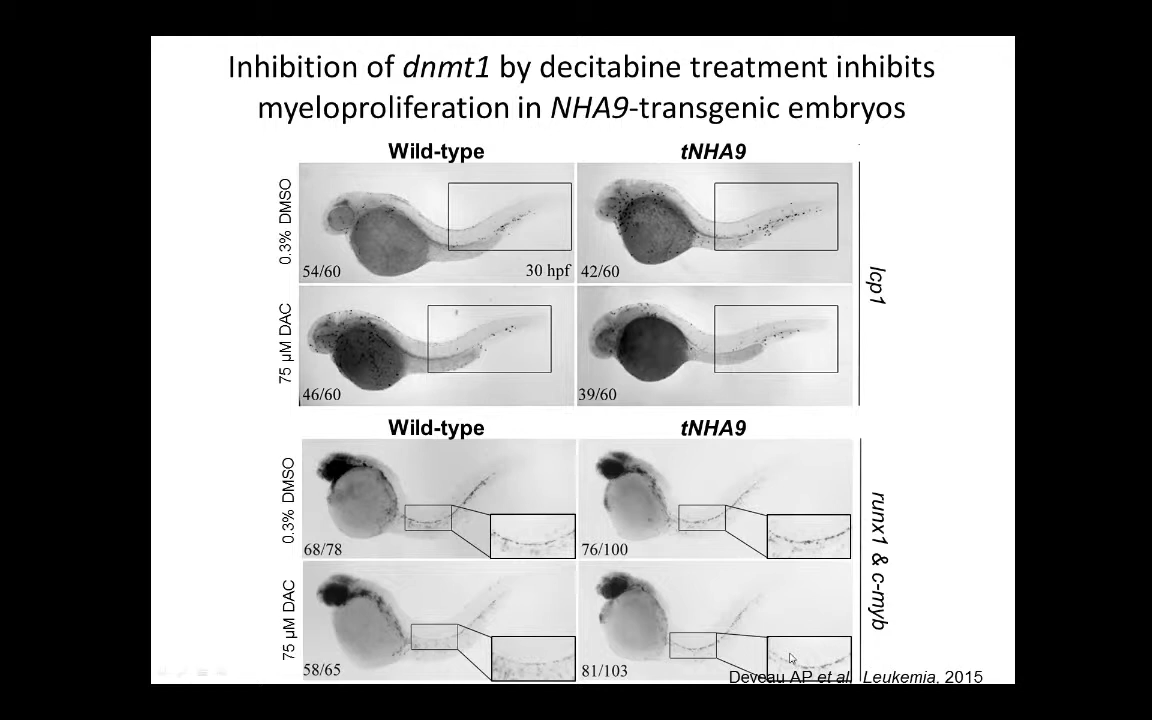 Inhibition of dnmt1 by decitabine treatment inhibits
myeloproliferation in NHA9-transgenic embryos
Wild-type
tNHA9
0.3% DMSO
54/60
30 hpf
42/60
lcp1
75 µM DAC
46/60
39/60
Wild-type
tNHA9
0.3% DMSO
68/78
76/100
runx1 & c-myb
75 µM DAC
58/65
81/103
Deveau AP et al. Leukemia, 2015